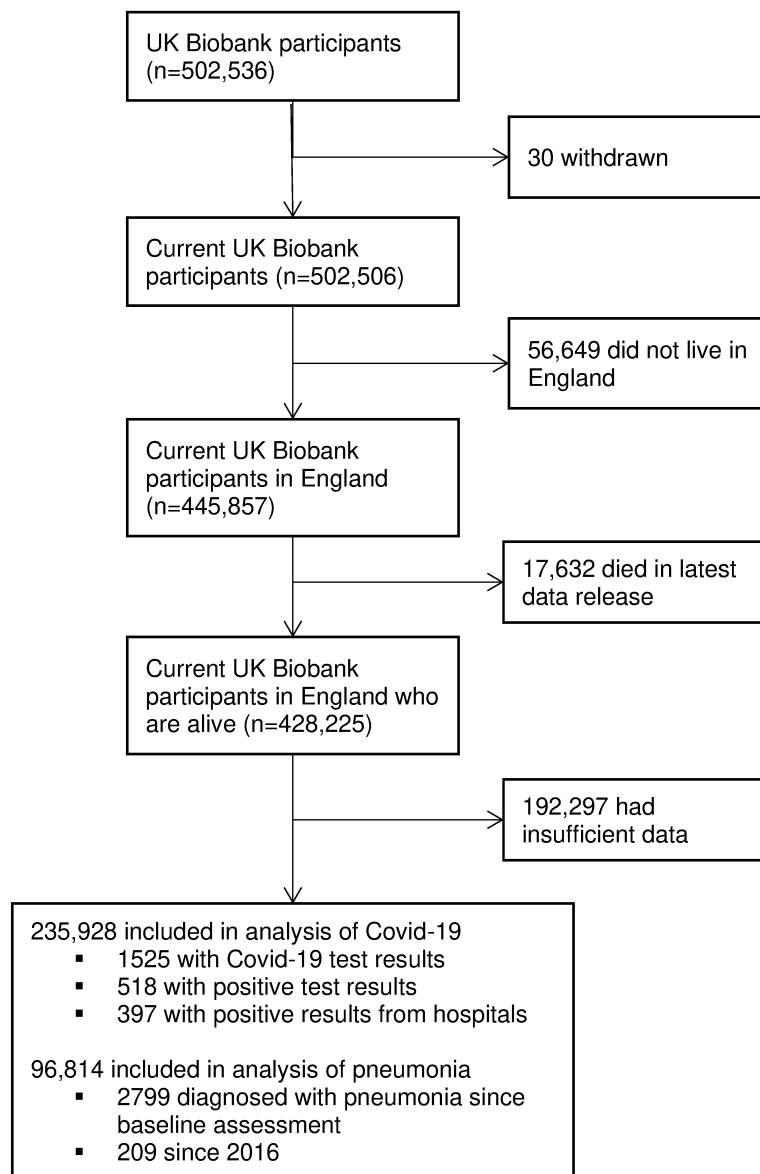 UK Biobank participants
(n=502,536)
30 withdrawn
Current UK Biobank
participants (n=502,506)
56,649 did not live in
England
Current UK Biobank
participants in England
(n=445,857)
17,632 died in latest
data release
Current UK Biobank
participants in England who
are alive (n=428,225)
192,297 had
insufficient data
235,928 included in analysis of Covid-19
▪ 1525 with Covid-19 test results
▪ 518 with positive test results
▪ 397 with positive results from hospitals
96,814 included in analysis of pneumonia
▪ 2799 diagnosed with pneumonia since
baseline assessment
▪ 209 since 2016